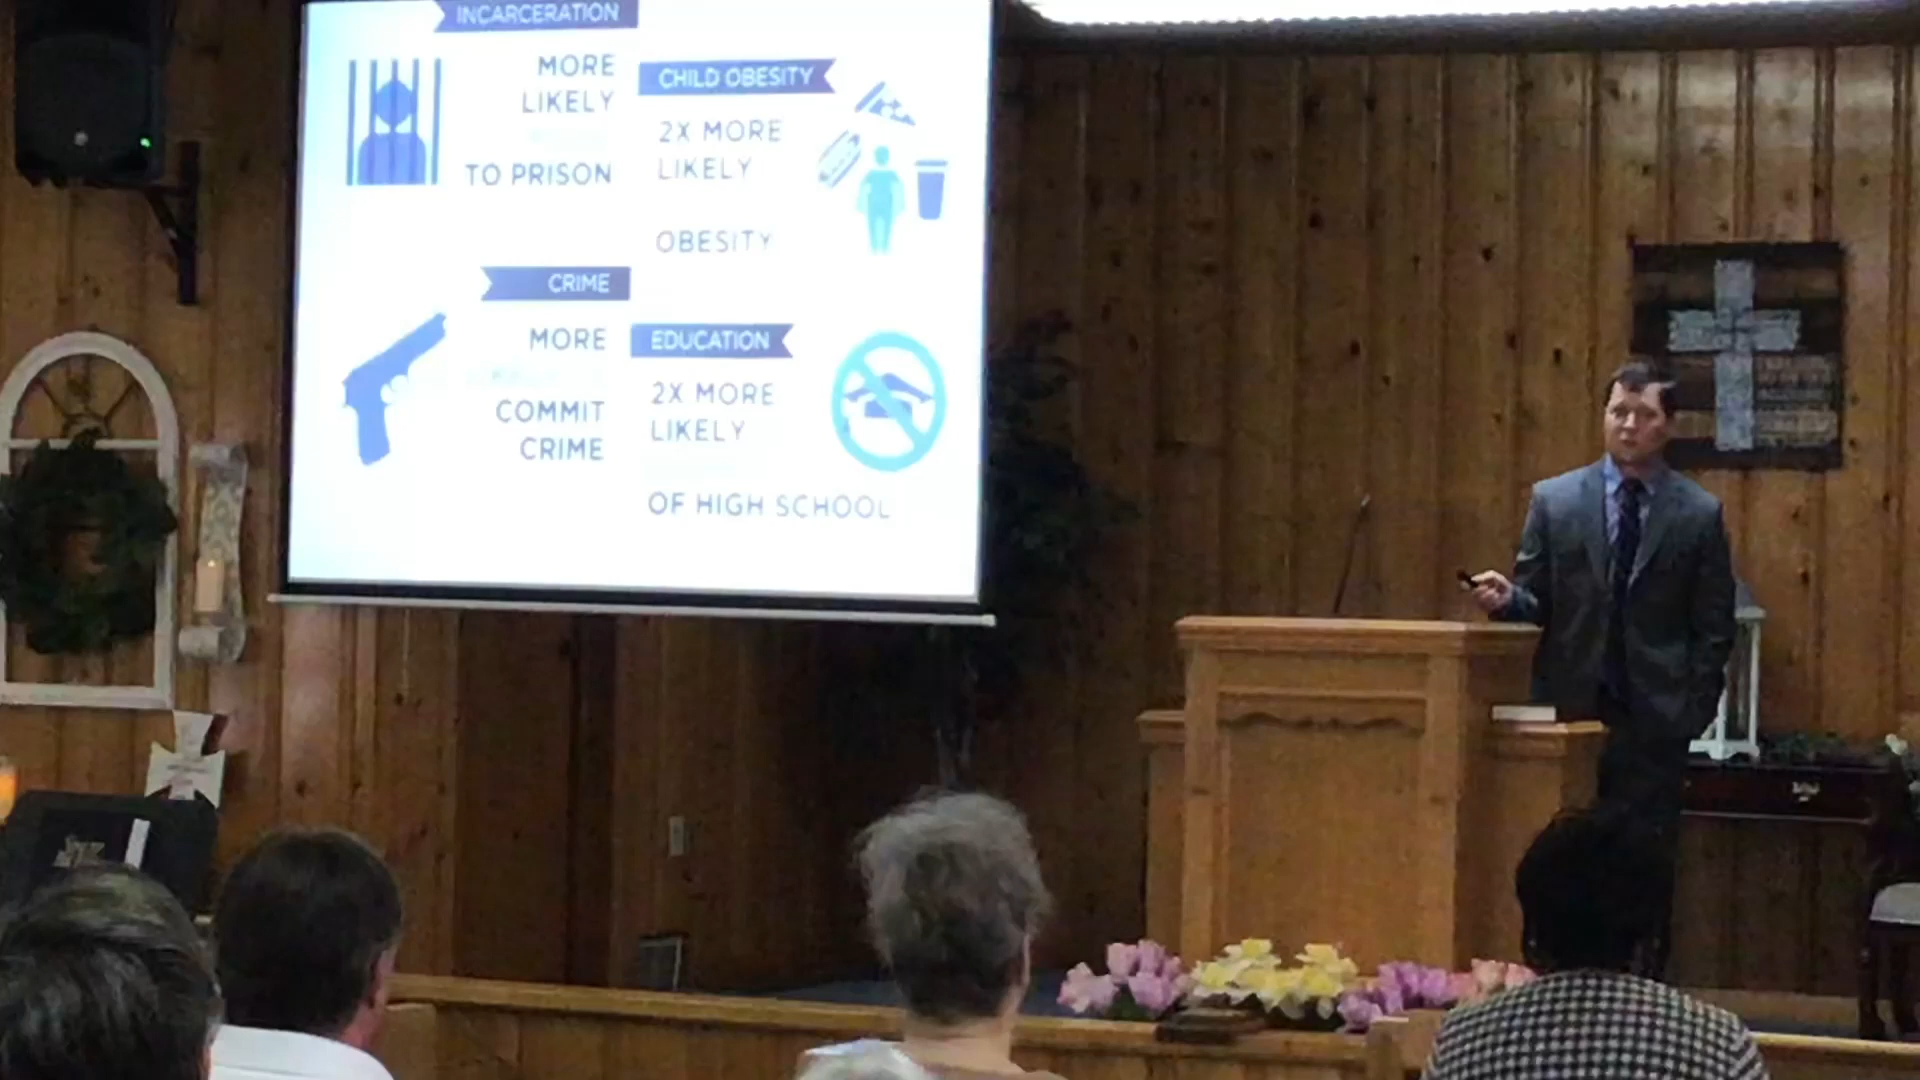 INCARCERATION
MORE
LIKELY
TO PRISON
CHILD OBESITY
2X MORE
LIKELY
OBESITY
CRIME
MORE
COMMIT
CRIME
EDUCATION
2X MORE
LIKELY
OF HIGH SCHOOL